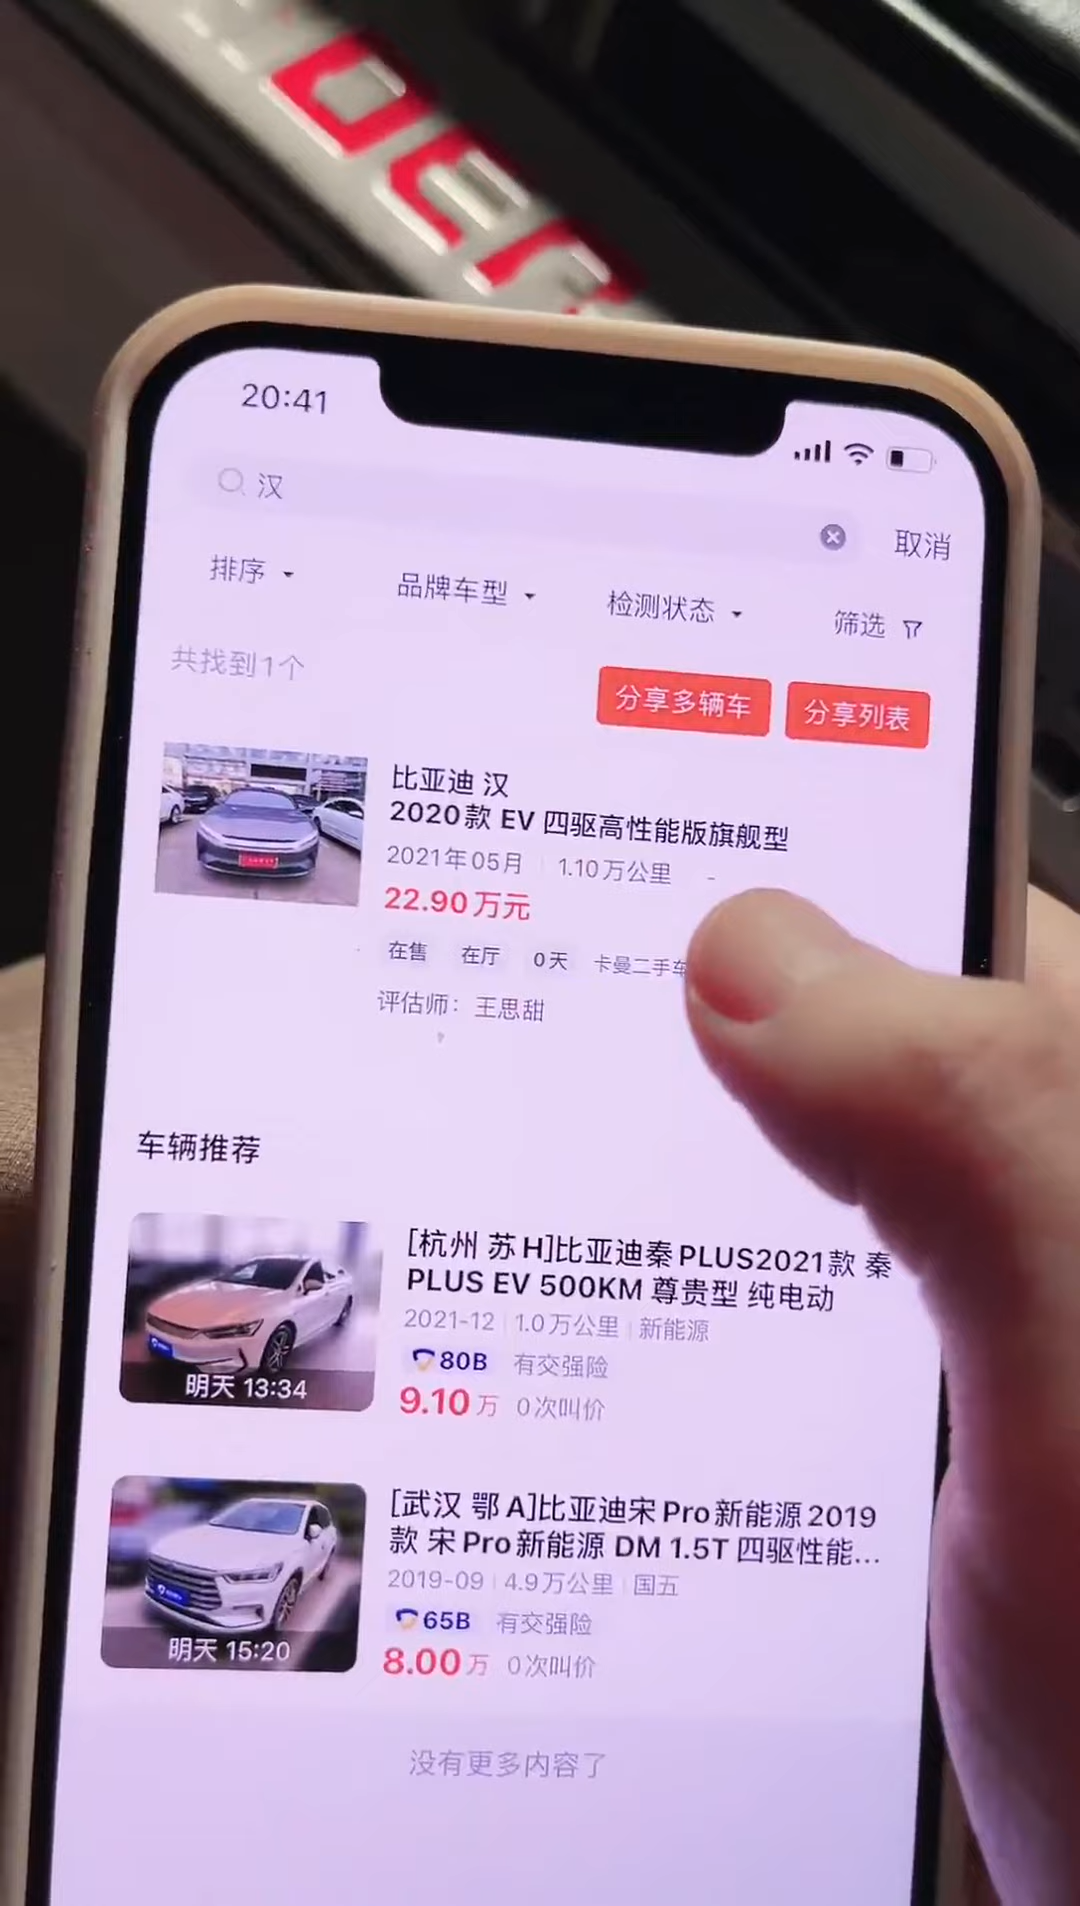 20:41
汉
取消
排序
品牌车型
检测状态
筛选
共找到1个
分享多辆车
分享列表
比亚迪 汉
2020款 EV 四驱高性能版旗舰型
2021年05月 1.10万公里 -
22.90万元
在售 在厅 0天 卡曼二手车
评估师: 王思甜
车辆推荐
[杭州 苏H]比亚迪秦PLUS2021款 秦
PLUS EV 500KM 尊贵型 纯电动
2021-12 1.0万公里 新能源
80B 有交强险
9.10万 0次叫价
明天 13:34
[武汉 鄂A]比亚迪宋Pro新能源2019
款 宋Pro新能源 DM 1.5T 四驱性能...
2019-09 4.9万公里 国五
65B 有交强险
8.00万 0次叫价
明天 15:20
没有更多内容了